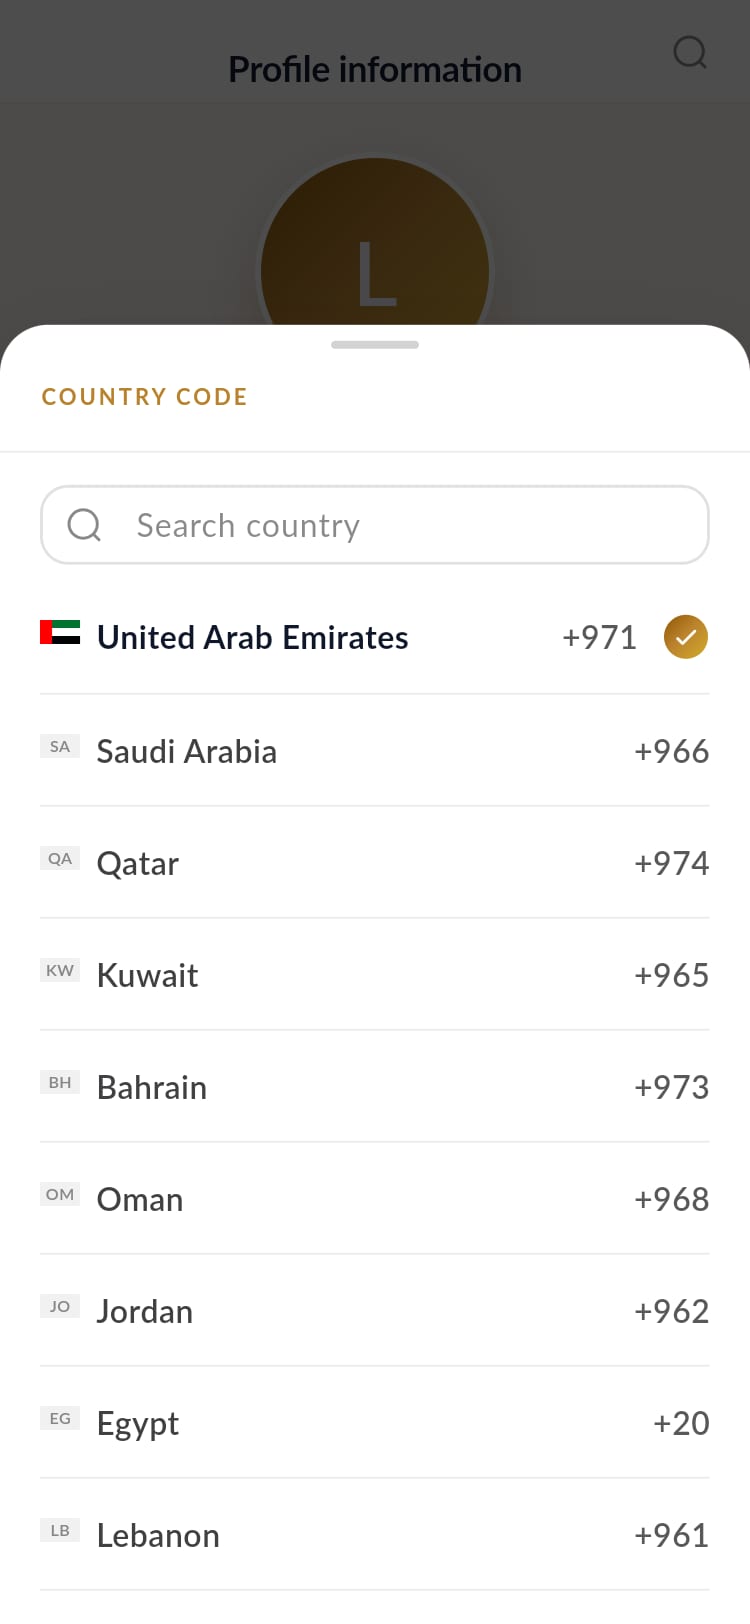 Profile information
L
COUNTRY CODE
Search country
United Arab Emirates +971
SA Saudi Arabia +966
QA Qatar +974
KW Kuwait +965
BH Bahrain +973
OM Oman +968
JO Jordan +962
EG Egypt +20
LB Lebanon +961